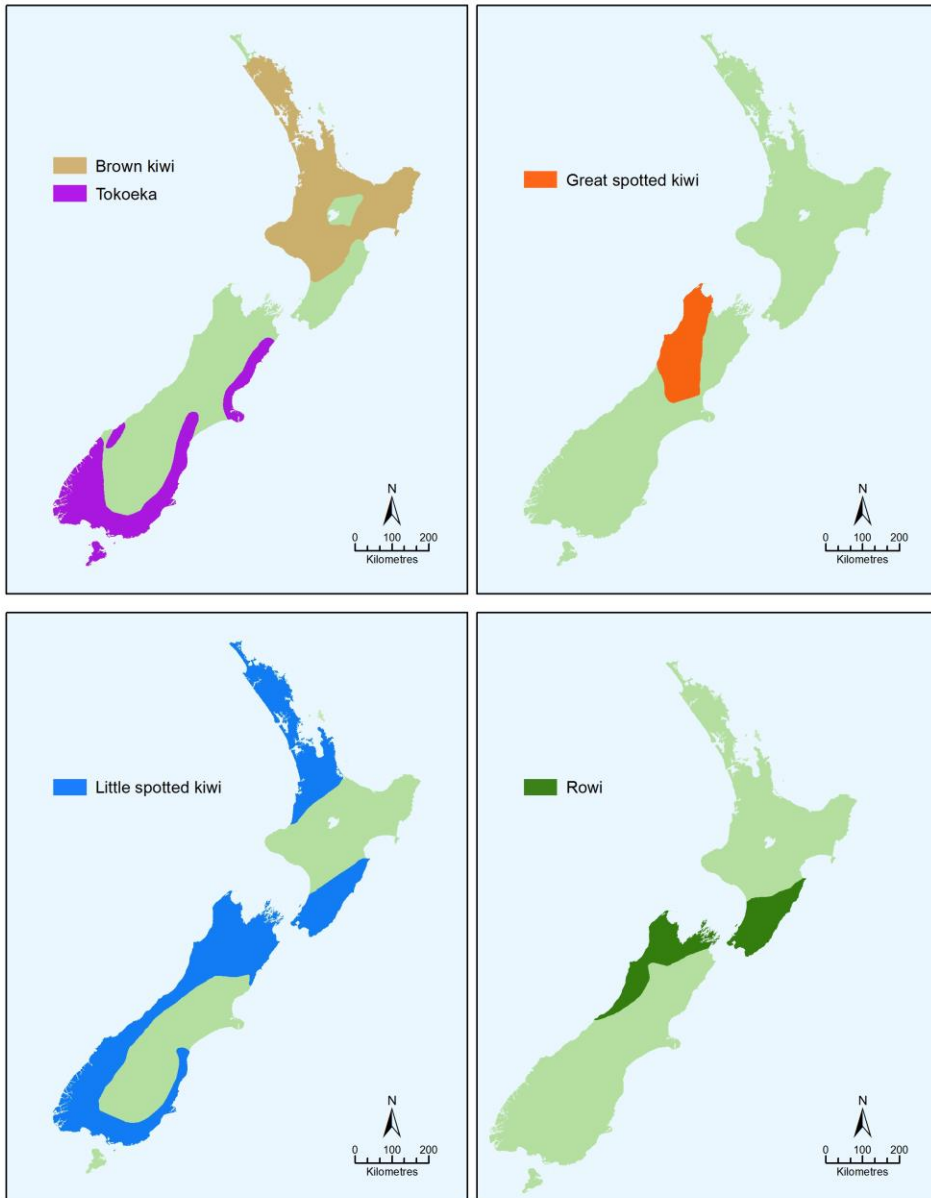 Brown kiwi
Tokoeka
N
0 100 200
Kilometres
Great spotted kiwi
N
0 100 200
Kilometres
Little spotted kiwi
N
0 100 200
Kilometres
Rowi
N
0 100 200
Kilometres